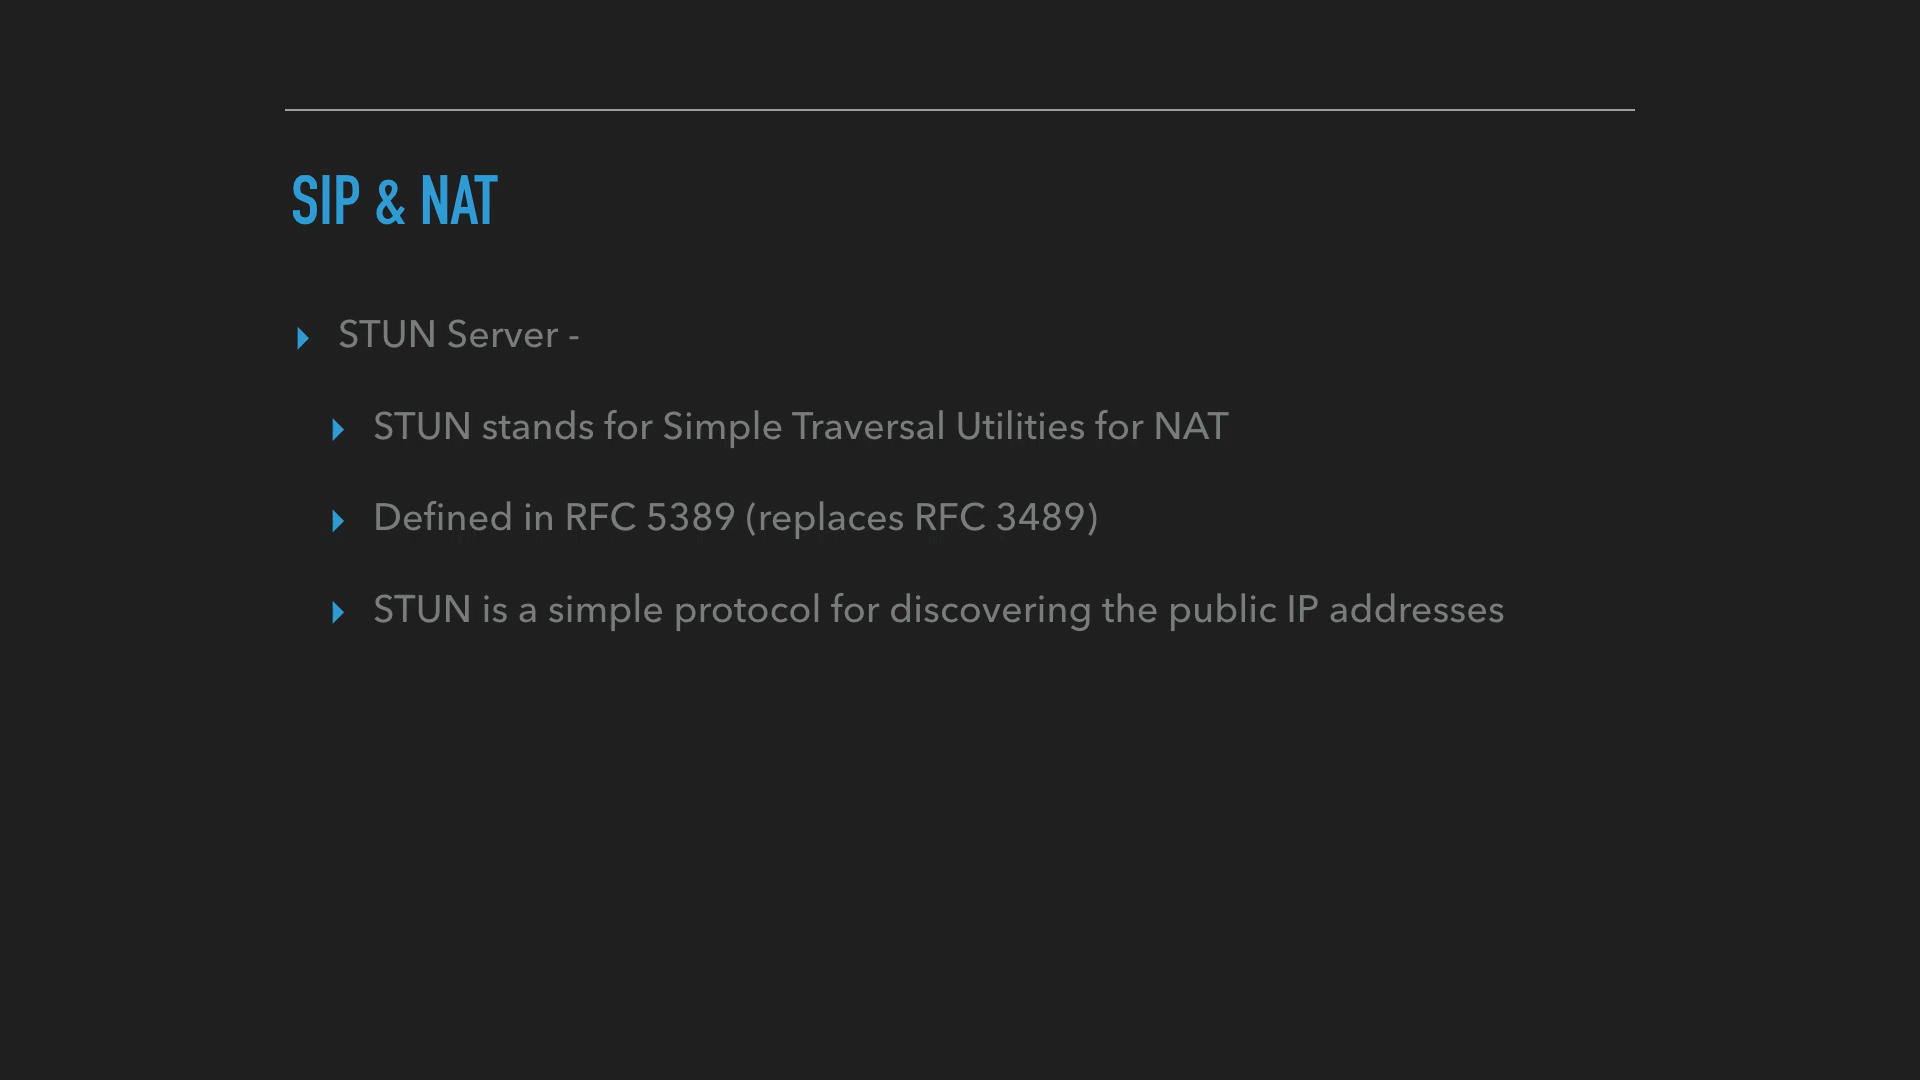 SIP & NAT
STUN Server -
STUN stands for Simple Traversal Utilities for NAT
Defined in RFC 5389 (replaces RFC 3489)
STUN is a simple protocol for discovering the public IP addresses